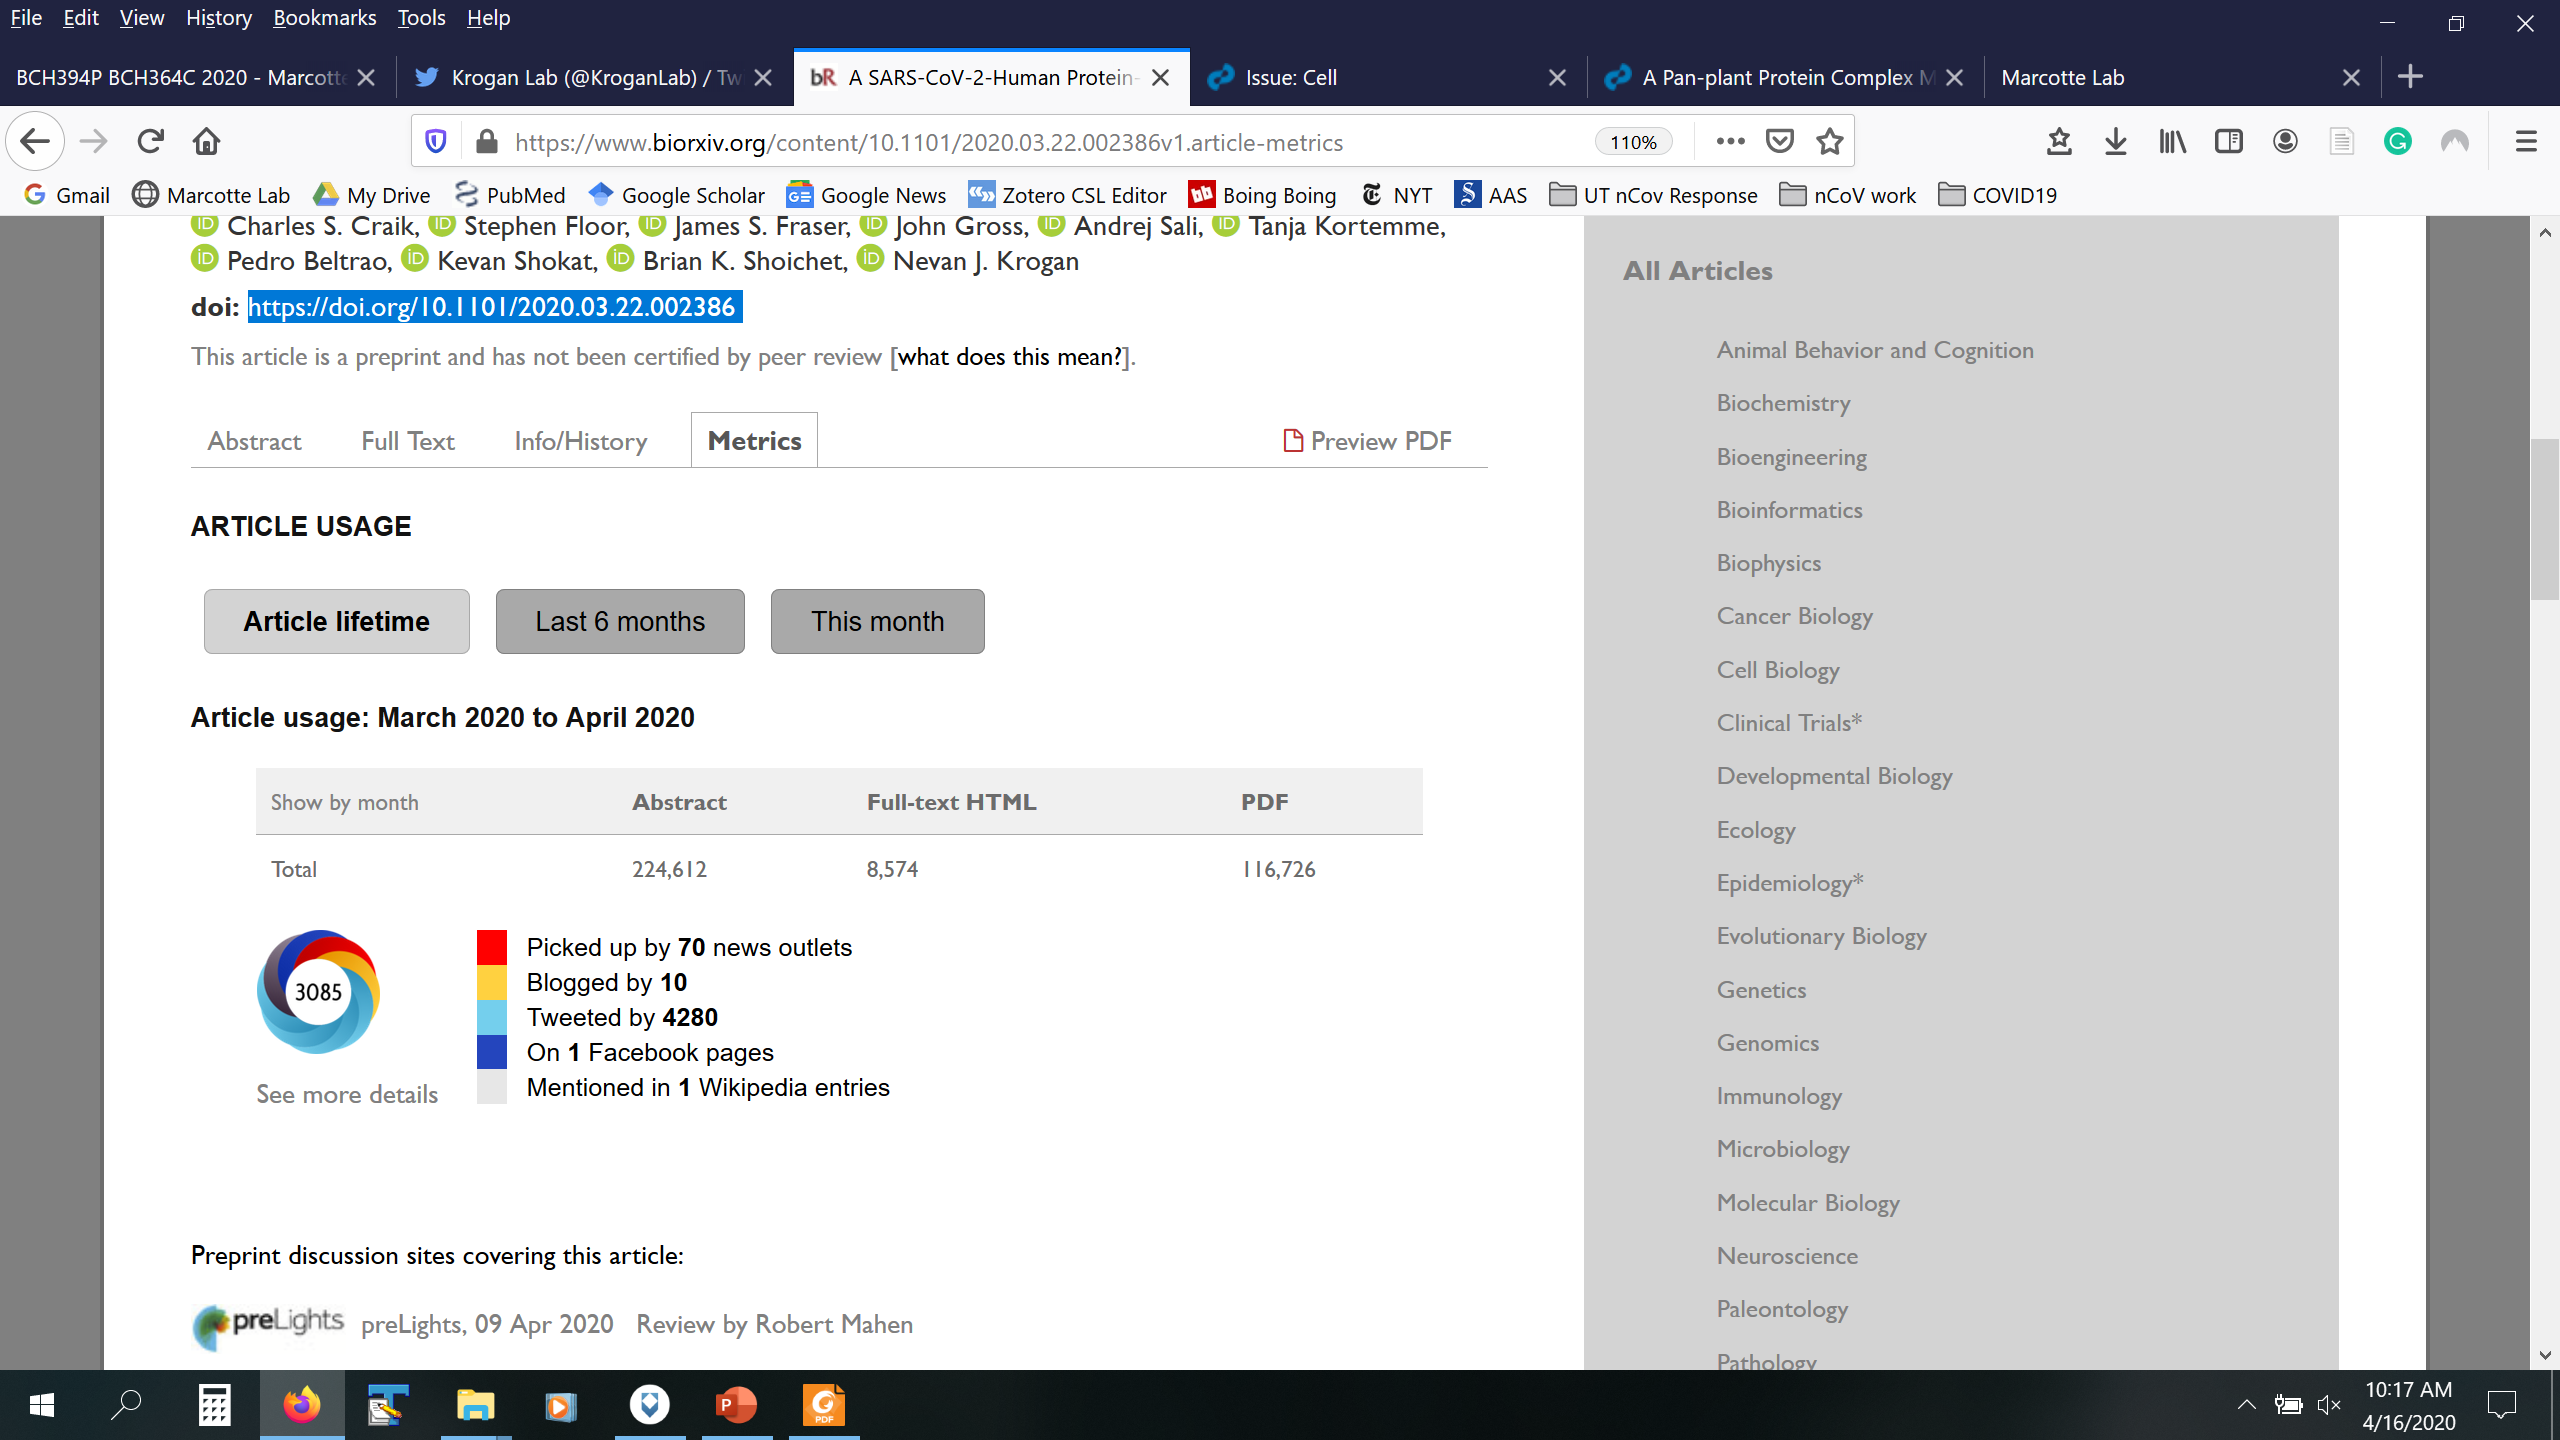 File Edit View History Bookmarks Tools Help
BCH394P BCH364C 2020 - Marcotte
Krogan Lab (@KroganLab) / Tw
bR A SARS-CoV-2-Human Protein-
Issue: Cell
A Pan-plant Protein Complex M
Marcotte Lab
https://www.biorxiv.org/content/10.1101/2020.03.22.002386v1.article-metrics 110%
Gmail Marcotte Lab My Drive PubMed Google Scholar Google News Zotero CSL Editor Boing Boing NYT AAS UT nCov Response nCoV work COVID19
Charles S. Craik, Stephen Floor, James S. Fraser, John Gross, Andrej Sali, Tanja Kortemme,
Pedro Beltrao, Kevan Shokat, Brian K. Shoichet, Nevan J. Krogan
doi: https://doi.org/10.1101/2020.03.22.002386
This article is a preprint and has not been certified by peer review [what does this mean?].
Abstract Full Text Info/History Metrics Preview PDF
ARTICLE USAGE
Article lifetime Last 6 months This month
Article usage: March 2020 to April 2020
Show by month Abstract Full-text HTML PDF
Total 224,612 8,574 116,726
3085
See more details
Picked up by 70 news outlets
Blogged by 10
Tweeted by 4280
On 1 Facebook pages
Mentioned in 1 Wikipedia entries
Preprint discussion sites covering this article:
preLights preLights, 09 Apr 2020 Review by Robert Mahen
All Articles
Animal Behavior and Cognition
Biochemistry
Bioengineering
Bioinformatics
Biophysics
Cancer Biology
Cell Biology
Clinical Trials*
Developmental Biology
Ecology
Epidemiology*
Evolutionary Biology
Genetics
Genomics
Immunology
Microbiology
Molecular Biology
Neuroscience
Paleontology
Pathology
10:17 AM
4/16/2020